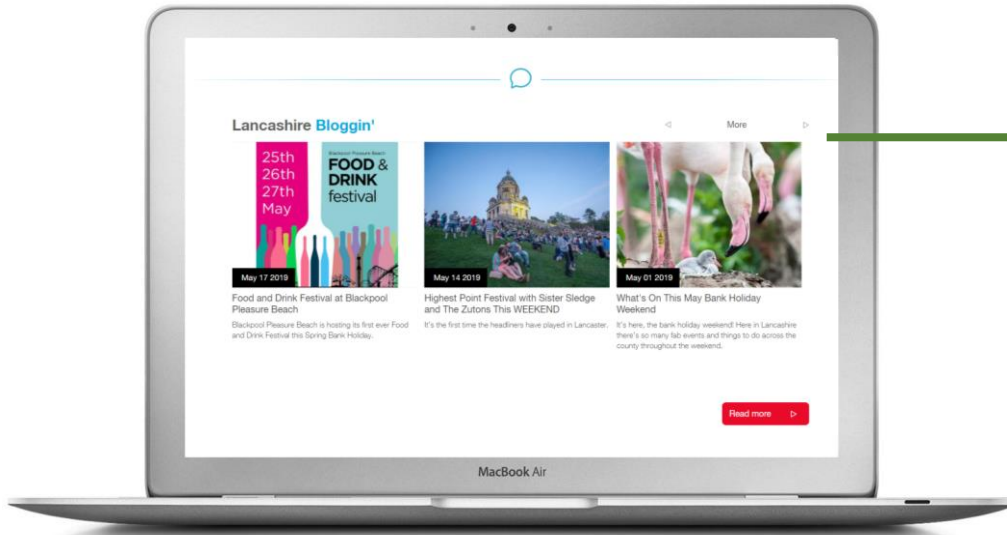 Lancashire Bloggin'
More
25th
26th
27th
May
Blackpool Pleasure Beach
FOOD &
DRINK
festival
May 17 2019
Food and Drink Festival at Blackpool
Pleasure Beach
Blackpool Pleasure Beach is hosting its first ever Food
and Drink Festival this Spring Bank Holiday.
May 14 2019
Highest Point Festival with Sister Sledge
and The Zutons This WEEKEND
It's the first time the headliners have played in Lancaster.
May 01 2019
What's On This May Bank Holiday
Weekend
It's here, the bank holiday weekend! Here in Lancashire
there's so many fab events and things to do across the
county throughout the weekend.
Read more
MacBook Air